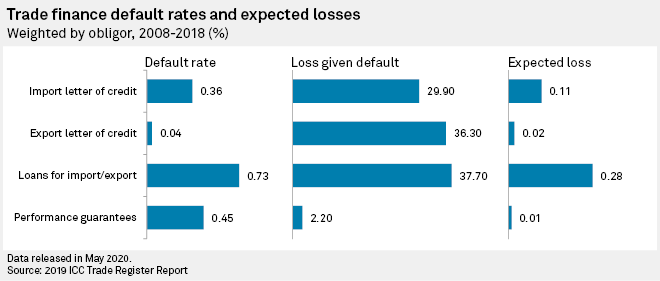 Trade finance default rates and expected losses
Weighted by obligor, 2008-2018 (%)
Default rate Loss given default Expected loss
Import letter of credit 0.36 29.90 0.11
Export letter of credit 0.04 36.30 0.02
Loans for import/export 0.73 37.70 0.28
Performance guarantees 0.45 2.20 0.01
Data released in May 2020.
Source: 2019 ICC Trade Register Report